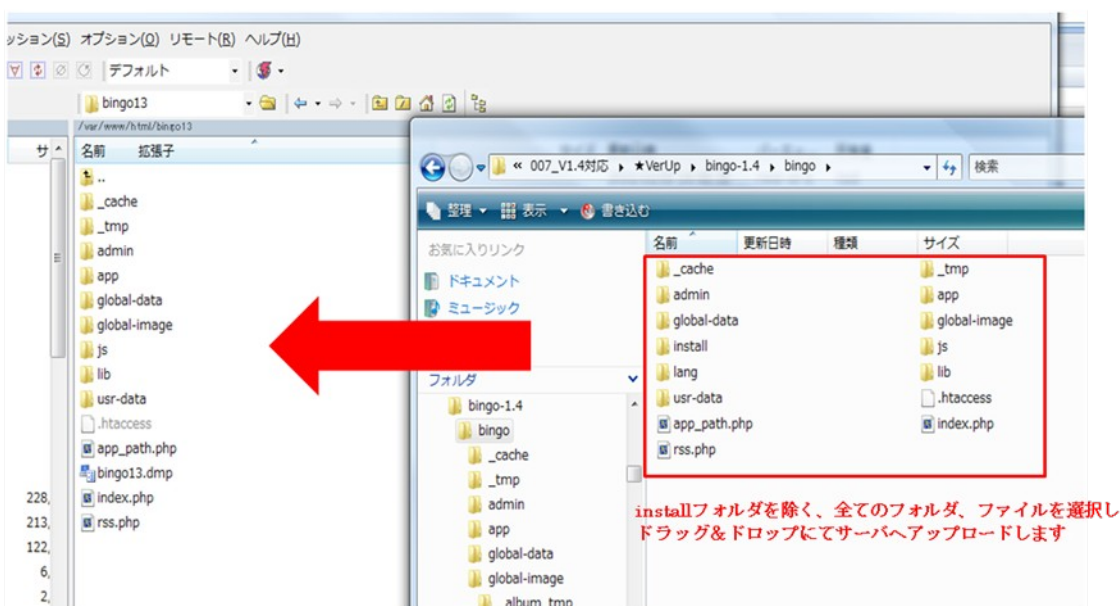 ッション(S) オプション(O) リモート(R) ヘルプ(H)
デフォルト
bingo13
/var/www/html/bingo13
サ 名前 拡張子
..
_cache
_tmp
admin
app
global-data
global-image
js
lib
usr-data
.htaccess
app_path.php
bingo13.dmp
index.php
rss.php
228,
213,
122,
6,
2,
« 007_V1.4対応 ▸ ★VerUp ▸ bingo-1.4 ▸ bingo ▸ 検索
整理 表示 書き込む
お気に入りリンク
ドキュメント
ミュージック
フォルダ
bingo-1.4
bingo
_cache
_tmp
admin
app
global-data
global-image
_album_tmp
名前 更新日時 種類 サイズ
_cache _tmp
admin app
global-data global-image
install js
lang lib
usr-data .htaccess
app_path.php index.php
rss.php
installフォルダを除く、全てのフォルダ、ファイルを選択し
ドラッグ&ドロップにてサーバへアップロードします